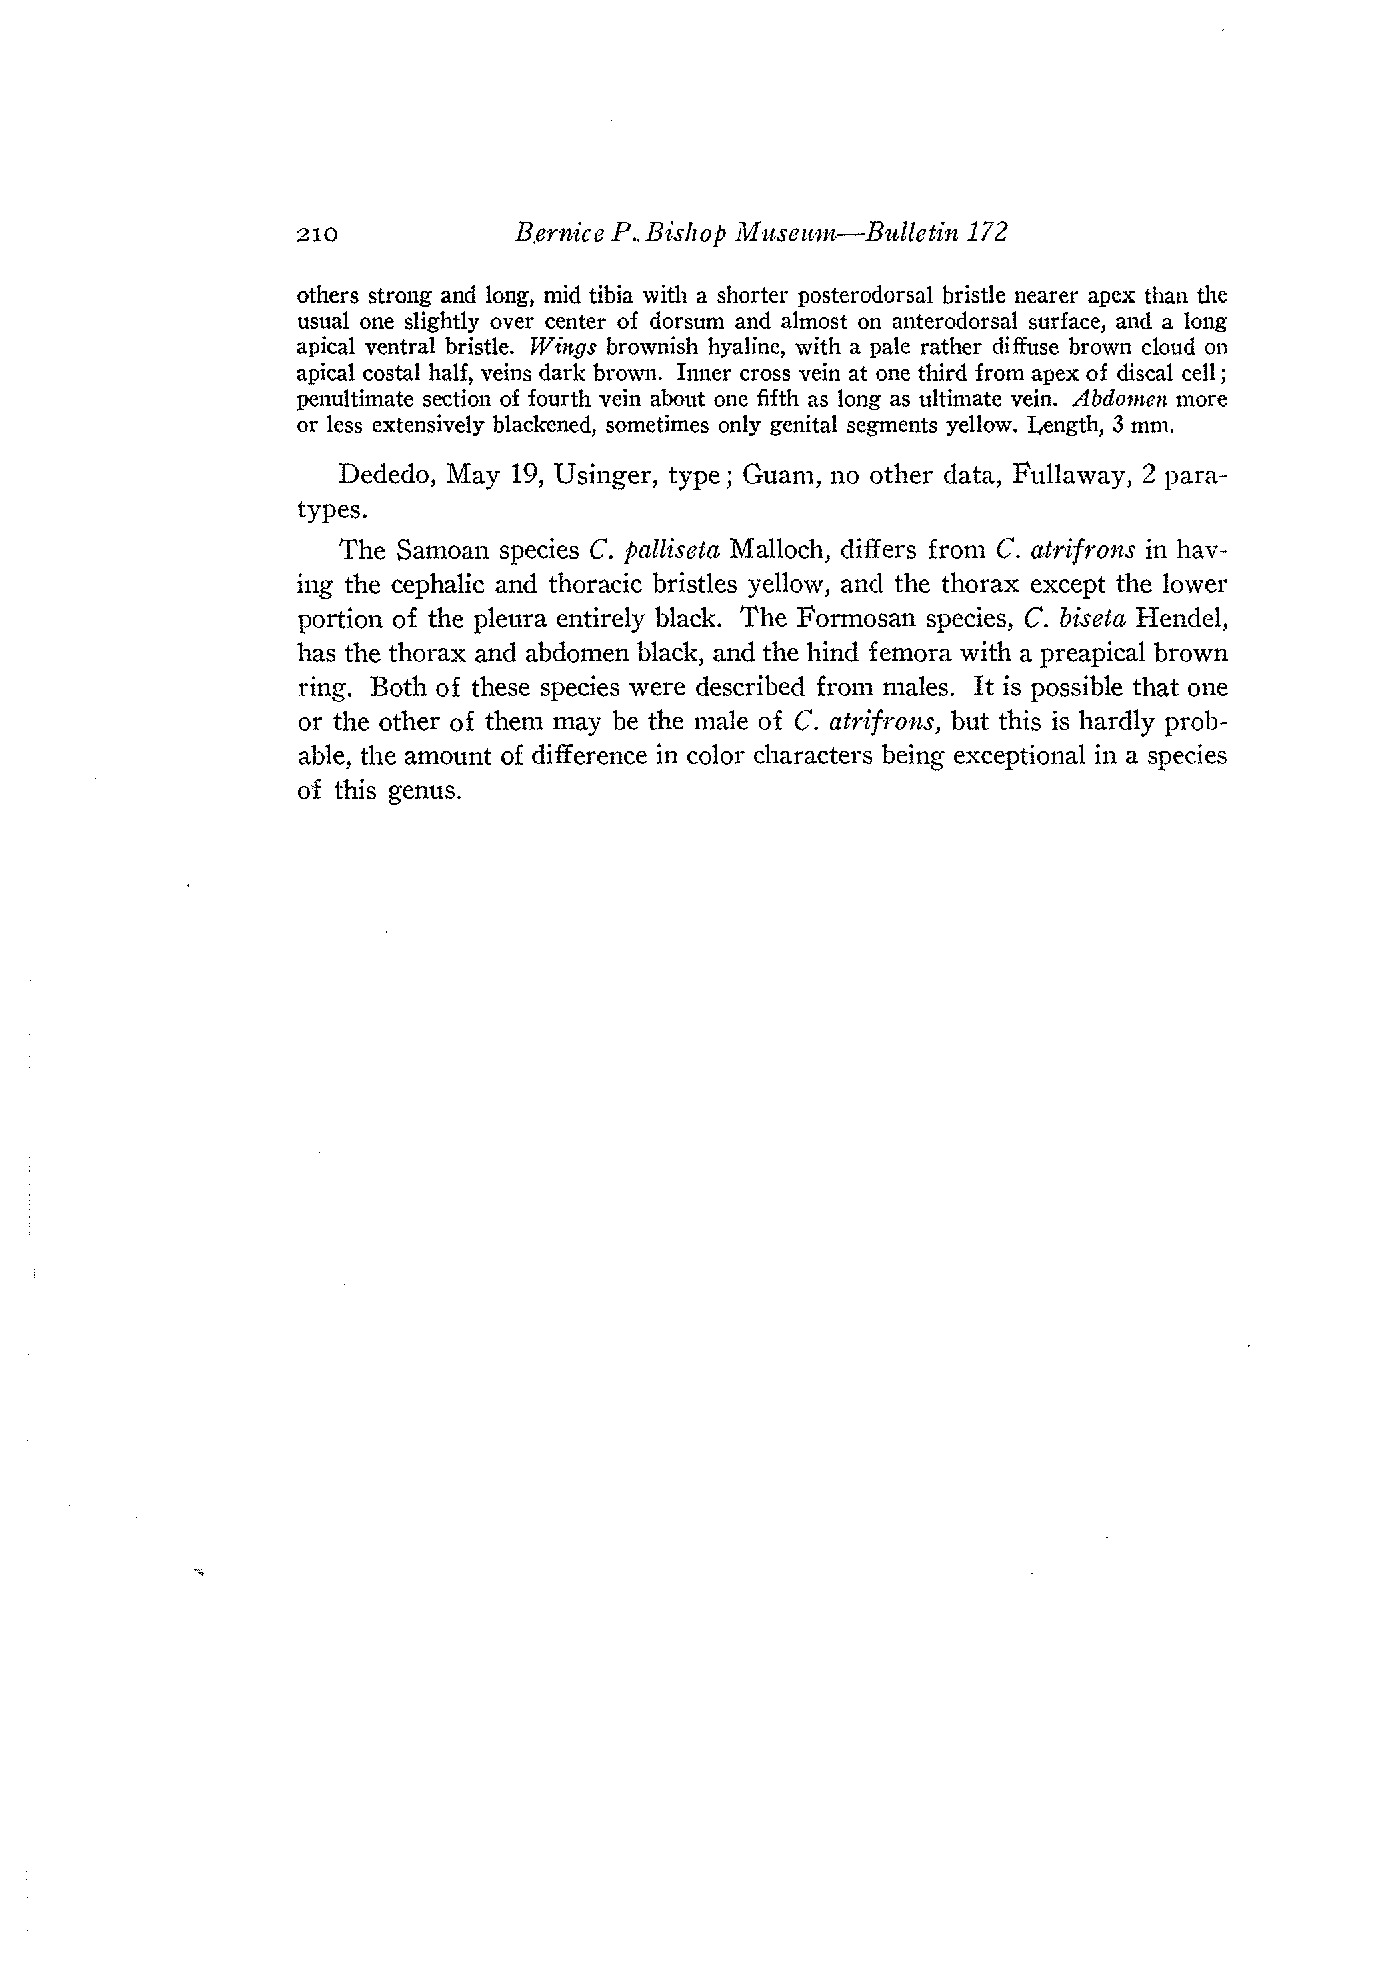 210 Bernice P. Bishop Museum—Bulletin 172
others strong and long, mid tibia with a shorter posterodorsal bristle nearer apex than the
usual one slightly over center of dorsum and almost on anterodorsal surface, and a long
apical ventral bristle. Wings brownish hyaline, with a pale rather diffuse brown cloud on
apical costal half, veins dark brown. Inner cross vein at one third from apex of discal cell;
penultimate section of fourth vein about one fifth as long as ultimate vein. Abdomen more
or less extensively blackened, sometimes only genital segments yellow. Length, 3 mm.
Dededo, May 19, Usinger, type; Guam, no other data, Fullaway, 2 para-
types.
The Samoan species C. palliseta Malloch, differs from C. atrifrons in hav-
ing the cephalic and thoracic bristles yellow, and the thorax except the lower
portion of the pleura entirely black. The Formosan species, C. biseta Hendel,
has the thorax and abdomen black, and the hind femora with a preapical brown
ring. Both of these species were described from males. It is possible that one
or the other of them may be the male of C. atrifrons, but this is hardly prob-
able, the amount of difference in color characters being exceptional in a species
of this genus.